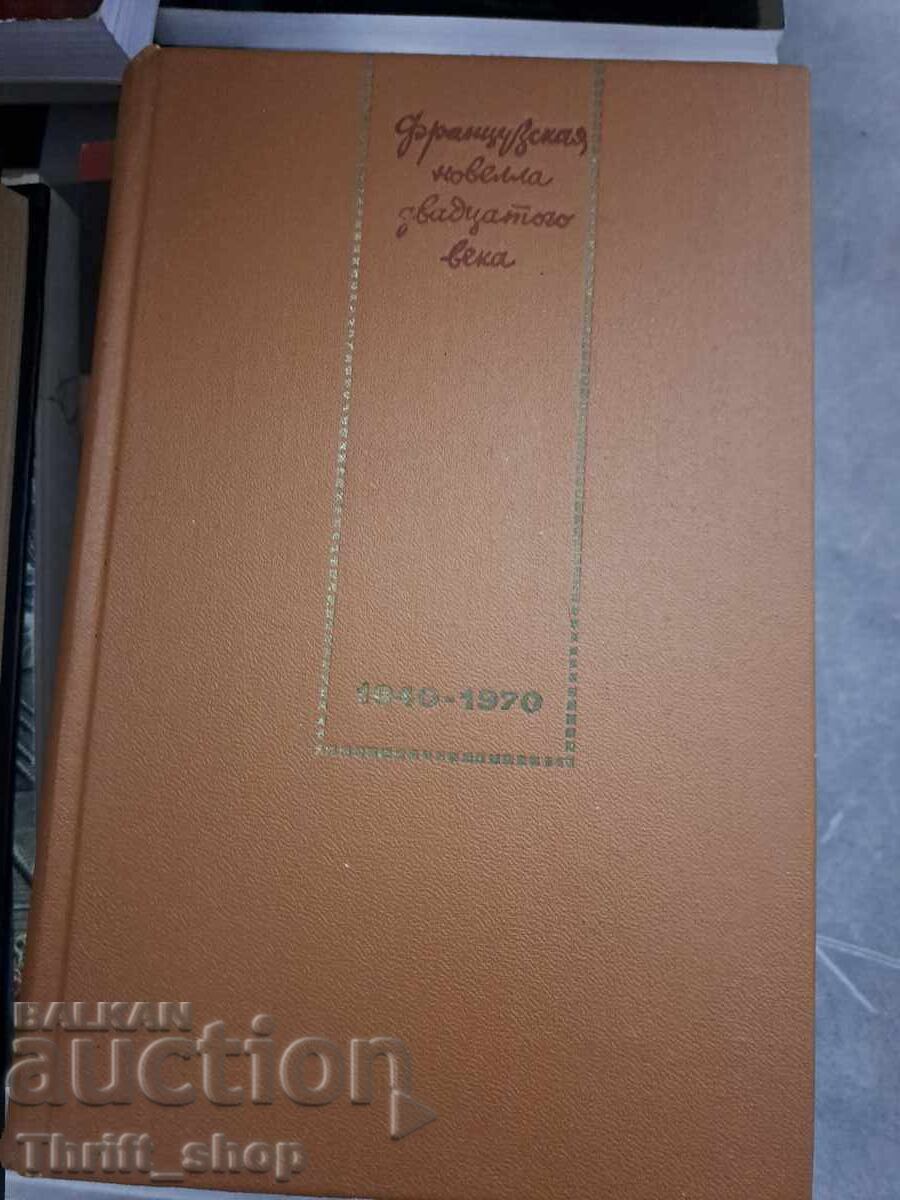 Французская
новелла
двадцатого
века
1940-1970
BALKAN
auction
Thrift_shop